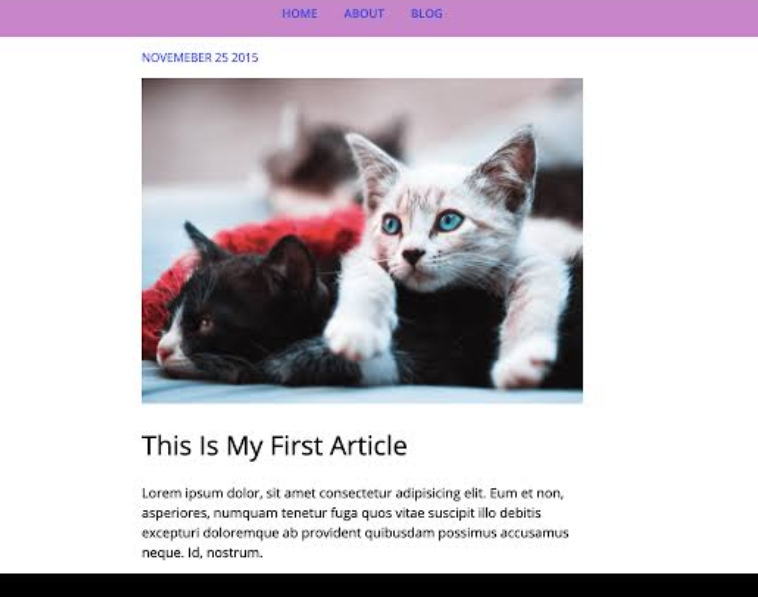 HOME ABOUT BLOG
NOVEMEBER 25 2015
This Is My First Article
Lorem ipsum dolor, sit amet consectetur adipisicing elit. Eum et non,
asperiores, numquam tenetur fuga quos vitae suscipit illo debitis
excepturi doloremque ab provident quibusdam possimus accusamus
neque. Id, nostrum.